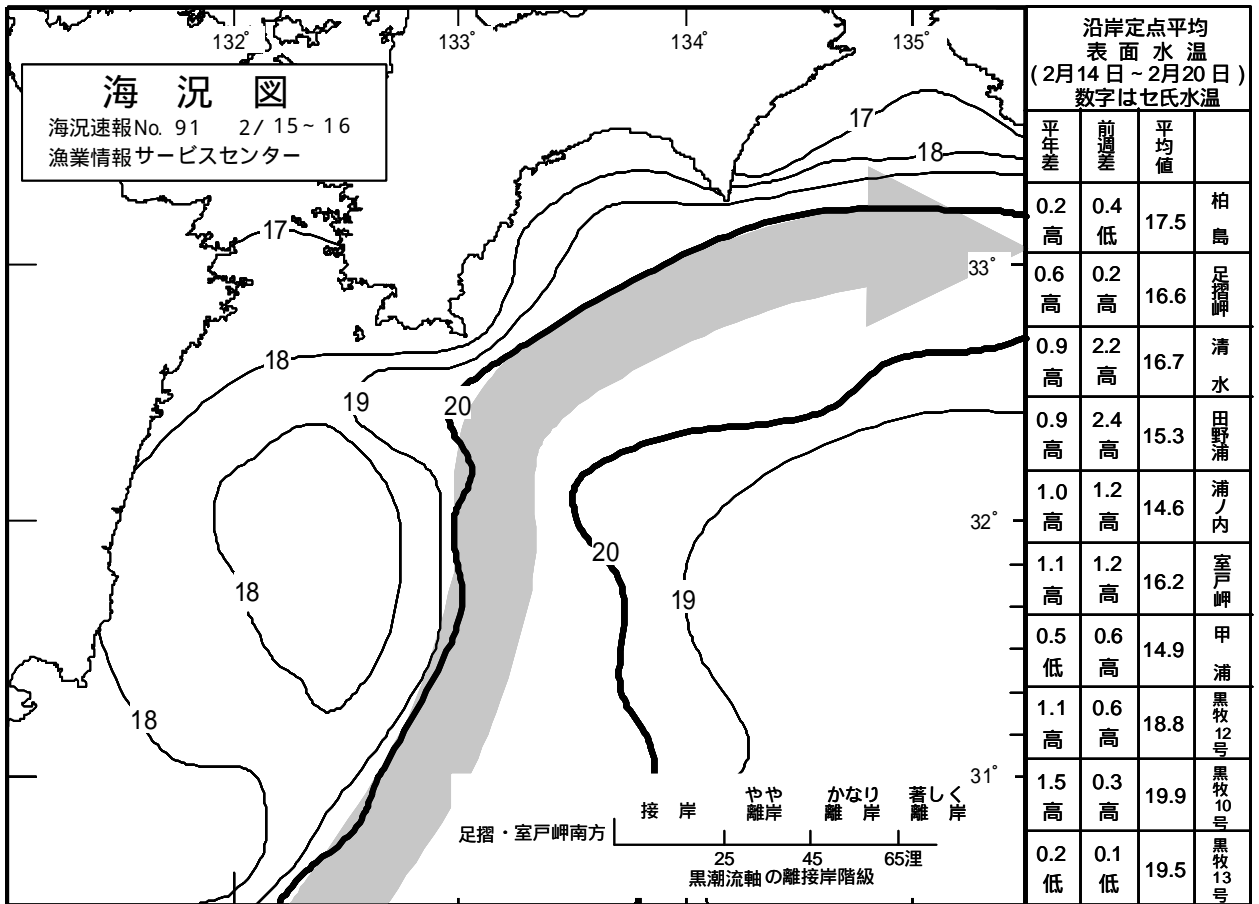 132ﾟ
133ﾟ
134ﾟ
135ﾟ
海 況 図
海況速報No. 91 2/ 15~ 16
漁業情報サービスセンター
17
18
17
18
19
20
33ﾟ
18
20
19
32ﾟ
18
31ﾟ
接 岸
やや
離岸
かなり
離 岸
著しく
離 岸
足摺・室戸岬南方
25 45 65浬
黒潮流軸の離接岸階級
沿岸定点平均
表 面 水 温
( 2月14 日 ~ 2月20 日 )
数字はセ氏水温
平年差 前週差 平均値
0.2高 0.4低 17.5 柏島
0.6高 0.2高 16.6 足摺岬
0.9高 2.2高 16.7 清水
0.9高 2.4高 15.3 田野浦
1.0高 1.2高 14.6 浦ノ内
1.1高 1.2高 16.2 室戸岬
0.5低 0.6高 14.9 甲浦
1.1高 0.6高 18.8 黒牧12号
1.5高 0.3高 19.9 黒牧10号
0.2低 0.1低 19.5 黒牧13号